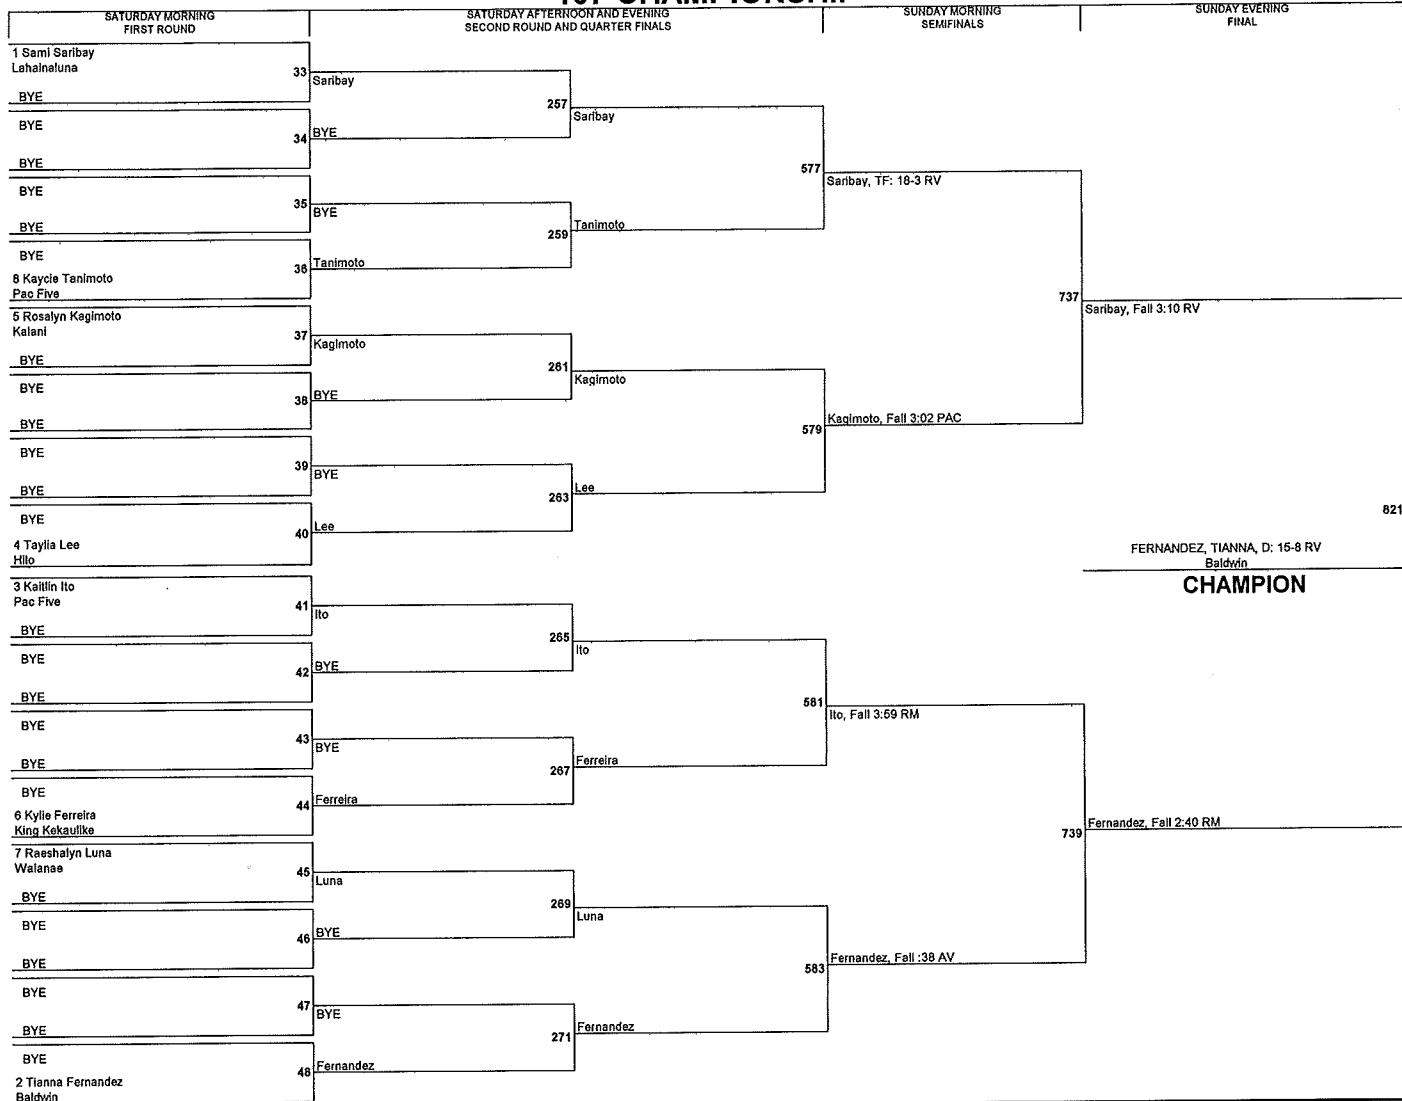 SATURDAY MORNING
FIRST ROUND
SATURDAY AFTERNOON AND EVENING
SECOND ROUND AND QUARTER FINALS
SUNDAY MORNING
SEMIFINALS
SUNDAY EVENING
FINAL
1 Sami Saribay
Lahainaluna
33
BYE
BYE
34
BYE
BYE
35
BYE
BYE
36
8 Kaycie Tanimoto
Pac Five
5 Rosalyn Kagimoto
Kalani
37
BYE
BYE
38
BYE
BYE
39
BYE
BYE
40
4 Taylia Lee
Hilo
3 Kaitlin Ito
Pac Five
41
BYE
BYE
42
BYE
BYE
43
BYE
BYE
44
6 Kylie Ferreira
King Kekaulike
7 Raeshalyn Luna
Waianae
45
BYE
BYE
46
BYE
BYE
47
BYE
BYE
48
2 Tianna Fernandez
Baldwin
Saribay
257
BYE
BYE
259
Tanimoto
Kagimoto
261
BYE
BYE
263
Lee
Ito
265
BYE
BYE
267
Ferreira
Luna
269
BYE
BYE
271
Fernandez
Saribay
577
Tanimoto
Kagimoto
579
Lee
Ito
581
Ferreira
Luna
583
Fernandez
Saribay, TF: 18-3 RV
737
Kagimoto, Fall 3:02 PAC
Ito, Fall 3:59 RM
739
Fernandez, Fall :38 AV
Saribay, Fall 3:10 RV
821
FERNANDEZ, TIANNA, D: 15-8 RV
Baldwin
CHAMPION
Fernandez, Fall 2:40 RM